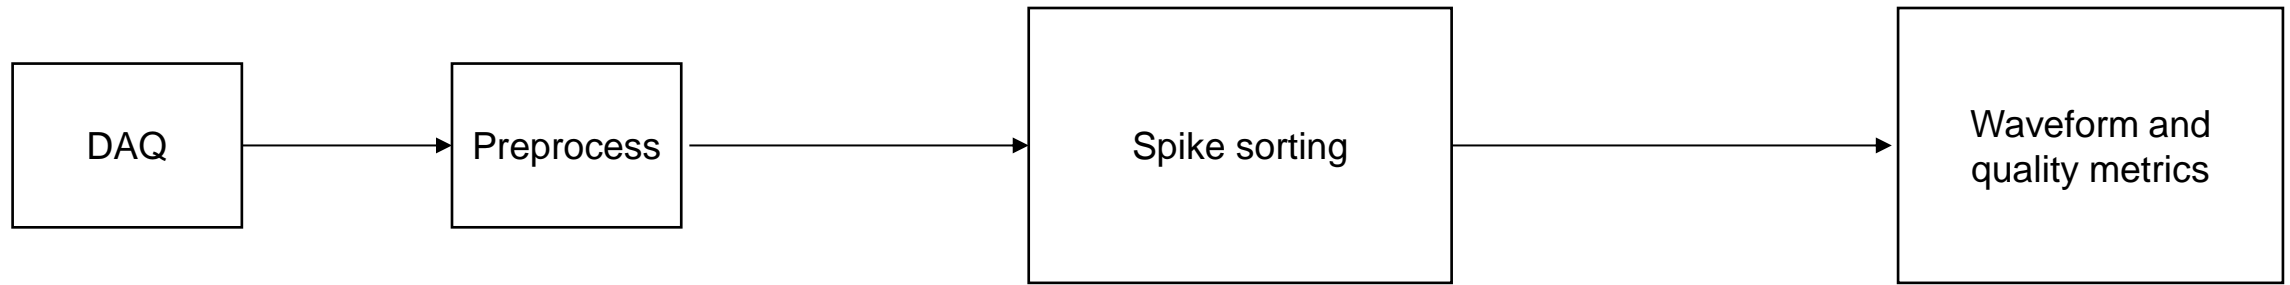 DAQ
Preprocess
Spike sorting
Waveform and
quality metrics